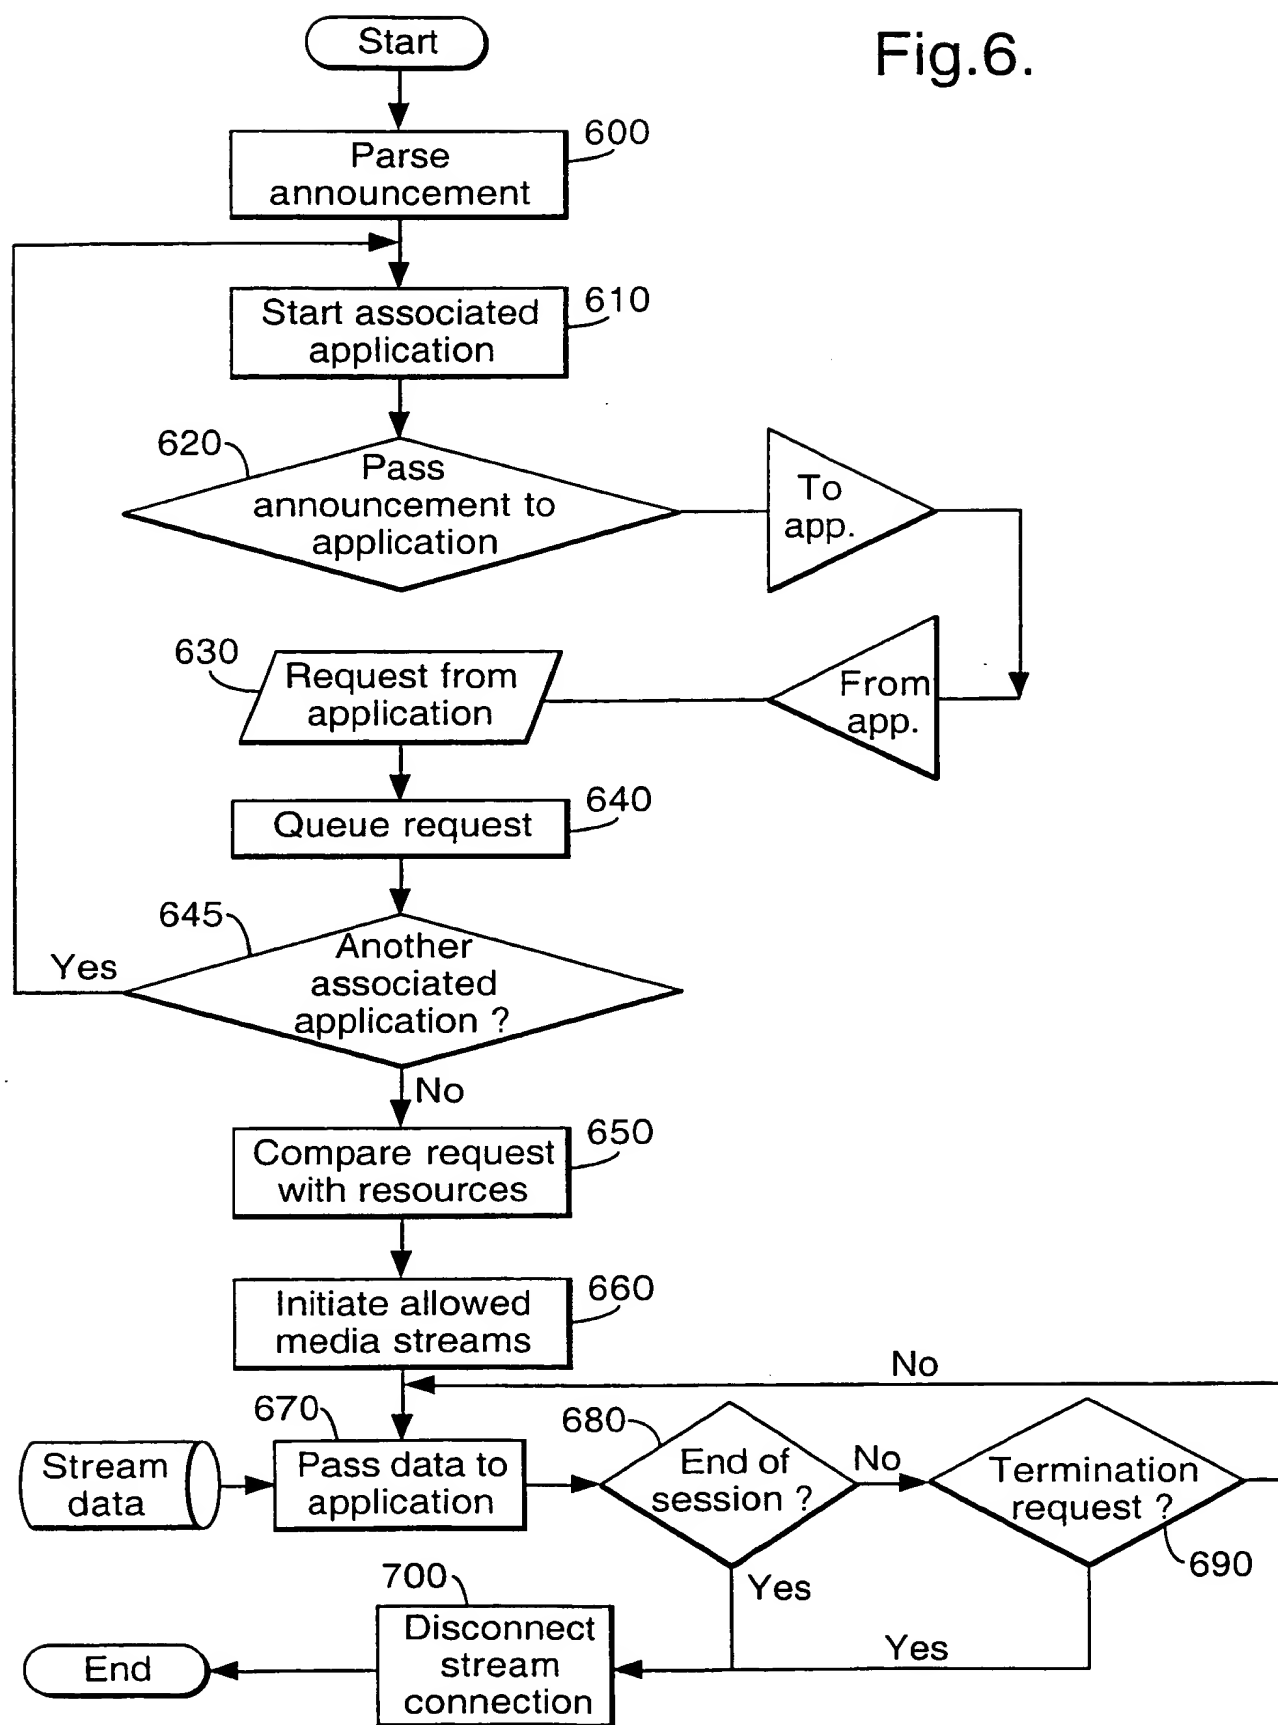 Start
Fig.6.
600
Parse
announcement
610
Start associated
application
620
Pass
announcement to
application
To
app.
630
Request from
application
From
app.
640
Queue request
645
Another
associated
application ?
Yes
No
650
Compare request
with resources
660
Initiate allowed
media streams
No
670
680
Stream
data
Pass data to
application
End of
session ?
No
Termination
request ?
690
700
Yes
Disconnect
stream
connection
Yes
End